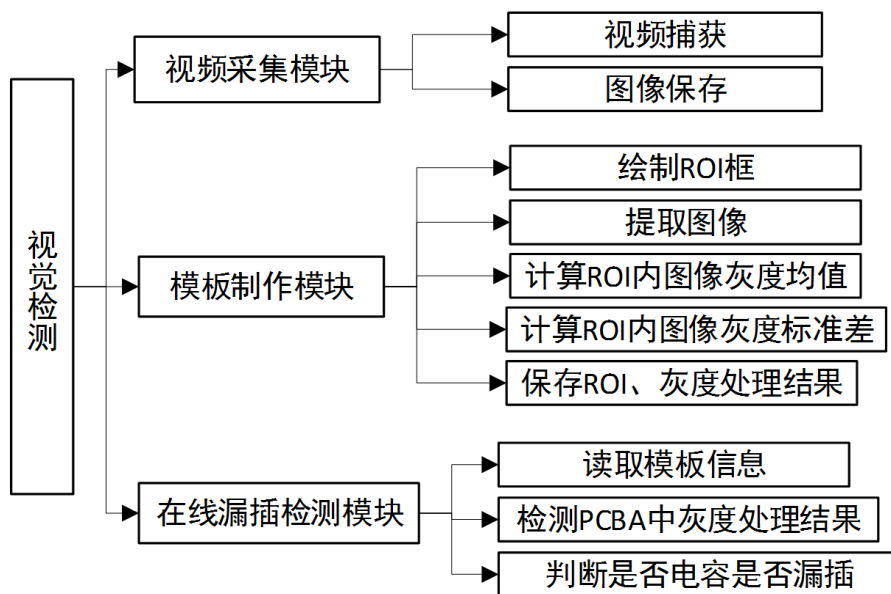 视觉检测
视频采集模块
视频捕获
图像保存
模板制作模块
绘制ROI框
提取图像
计算ROI内图像灰度均值
计算ROI内图像灰度标准差
保存ROI、灰度处理结果
在线漏插检测模块
读取模板信息
检测PCBA中灰度处理结果
判断是否电容是否漏插